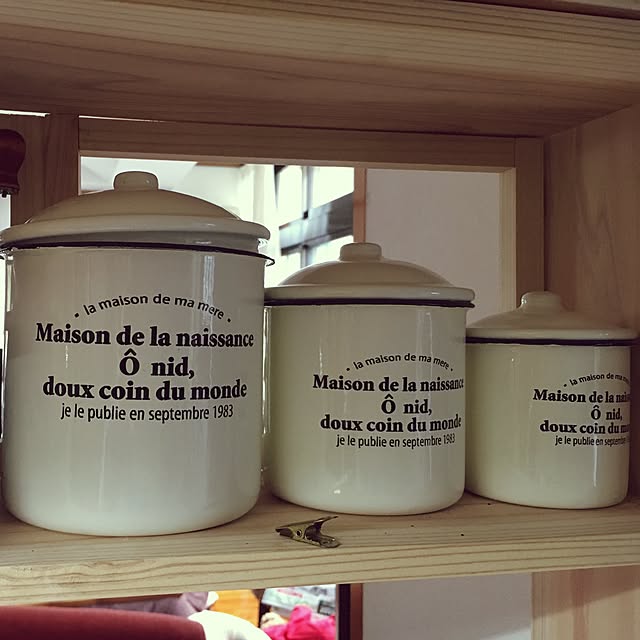 la maison de ma mere
Maison de la naissance
Ô nid,
doux coin du monde
je le publie en septembre 1983
la maison de ma mere
Maison de la naissance
Ô nid,
doux coin du monde
je le publie en septembre 1983
la maison de ma mere
Maison de la
Ô nid,
doux coin du
je le publie en septembre